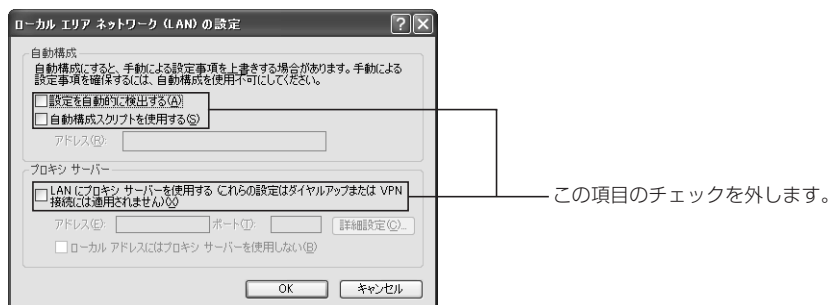 ローカル エリア ネットワーク (LAN) の設定
自動構成
自動構成にすると、手動による設定事項を上書きする場合があります。手動による
設定事項を確保するには、自動構成を使用不可にしてください。
設定を自動的に検出する(A)
自動構成スクリプトを使用する(S)
アドレス(R):
プロキシ サーバー
LAN にプロキシ サーバーを使用する (これらの設定はダイヤルアップまたは VPN
接続には適用されません)(X)
この項目のチェックを外します。
アドレス(E): ポート(T): 詳細設定(C)...
ローカル アドレスにはプロキシ サーバーを使用しない(B)
OK キャンセル